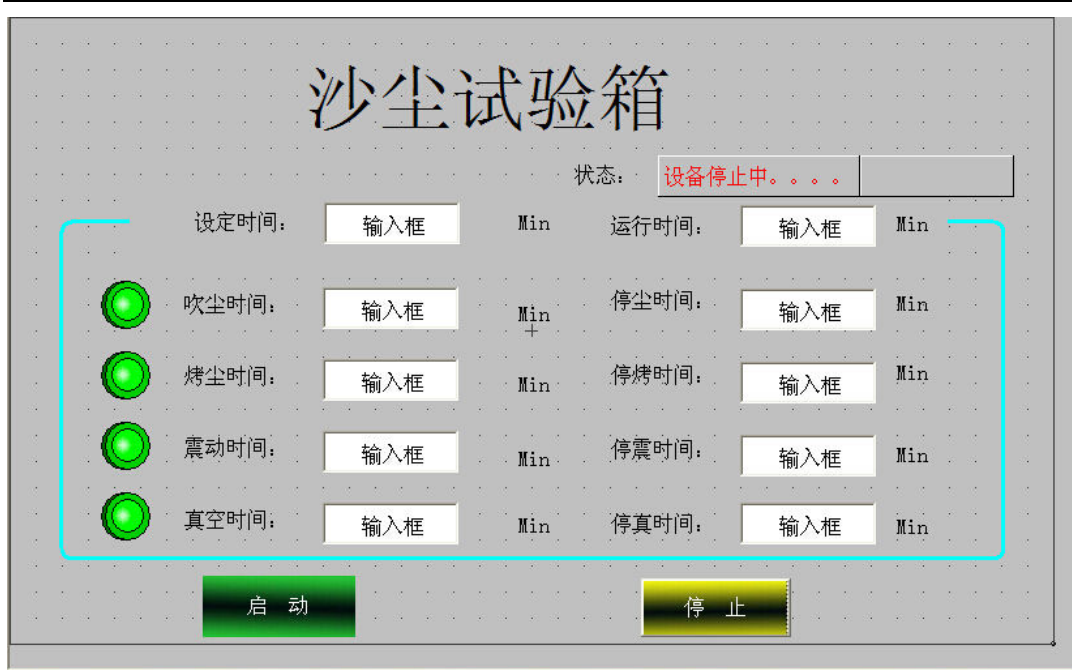 沙尘试验箱
状态: 设备停止中。。。。
设定时间: 输入框 Min 运行时间: 输入框 Min
吹尘时间: 输入框 Min 停尘时间: 输入框 Min
烤尘时间: 输入框 Min 停烤时间: 输入框 Min
震动时间: 输入框 Min 停震时间: 输入框 Min
真空时间: 输入框 Min 停真时间: 输入框 Min
启 动 停 止